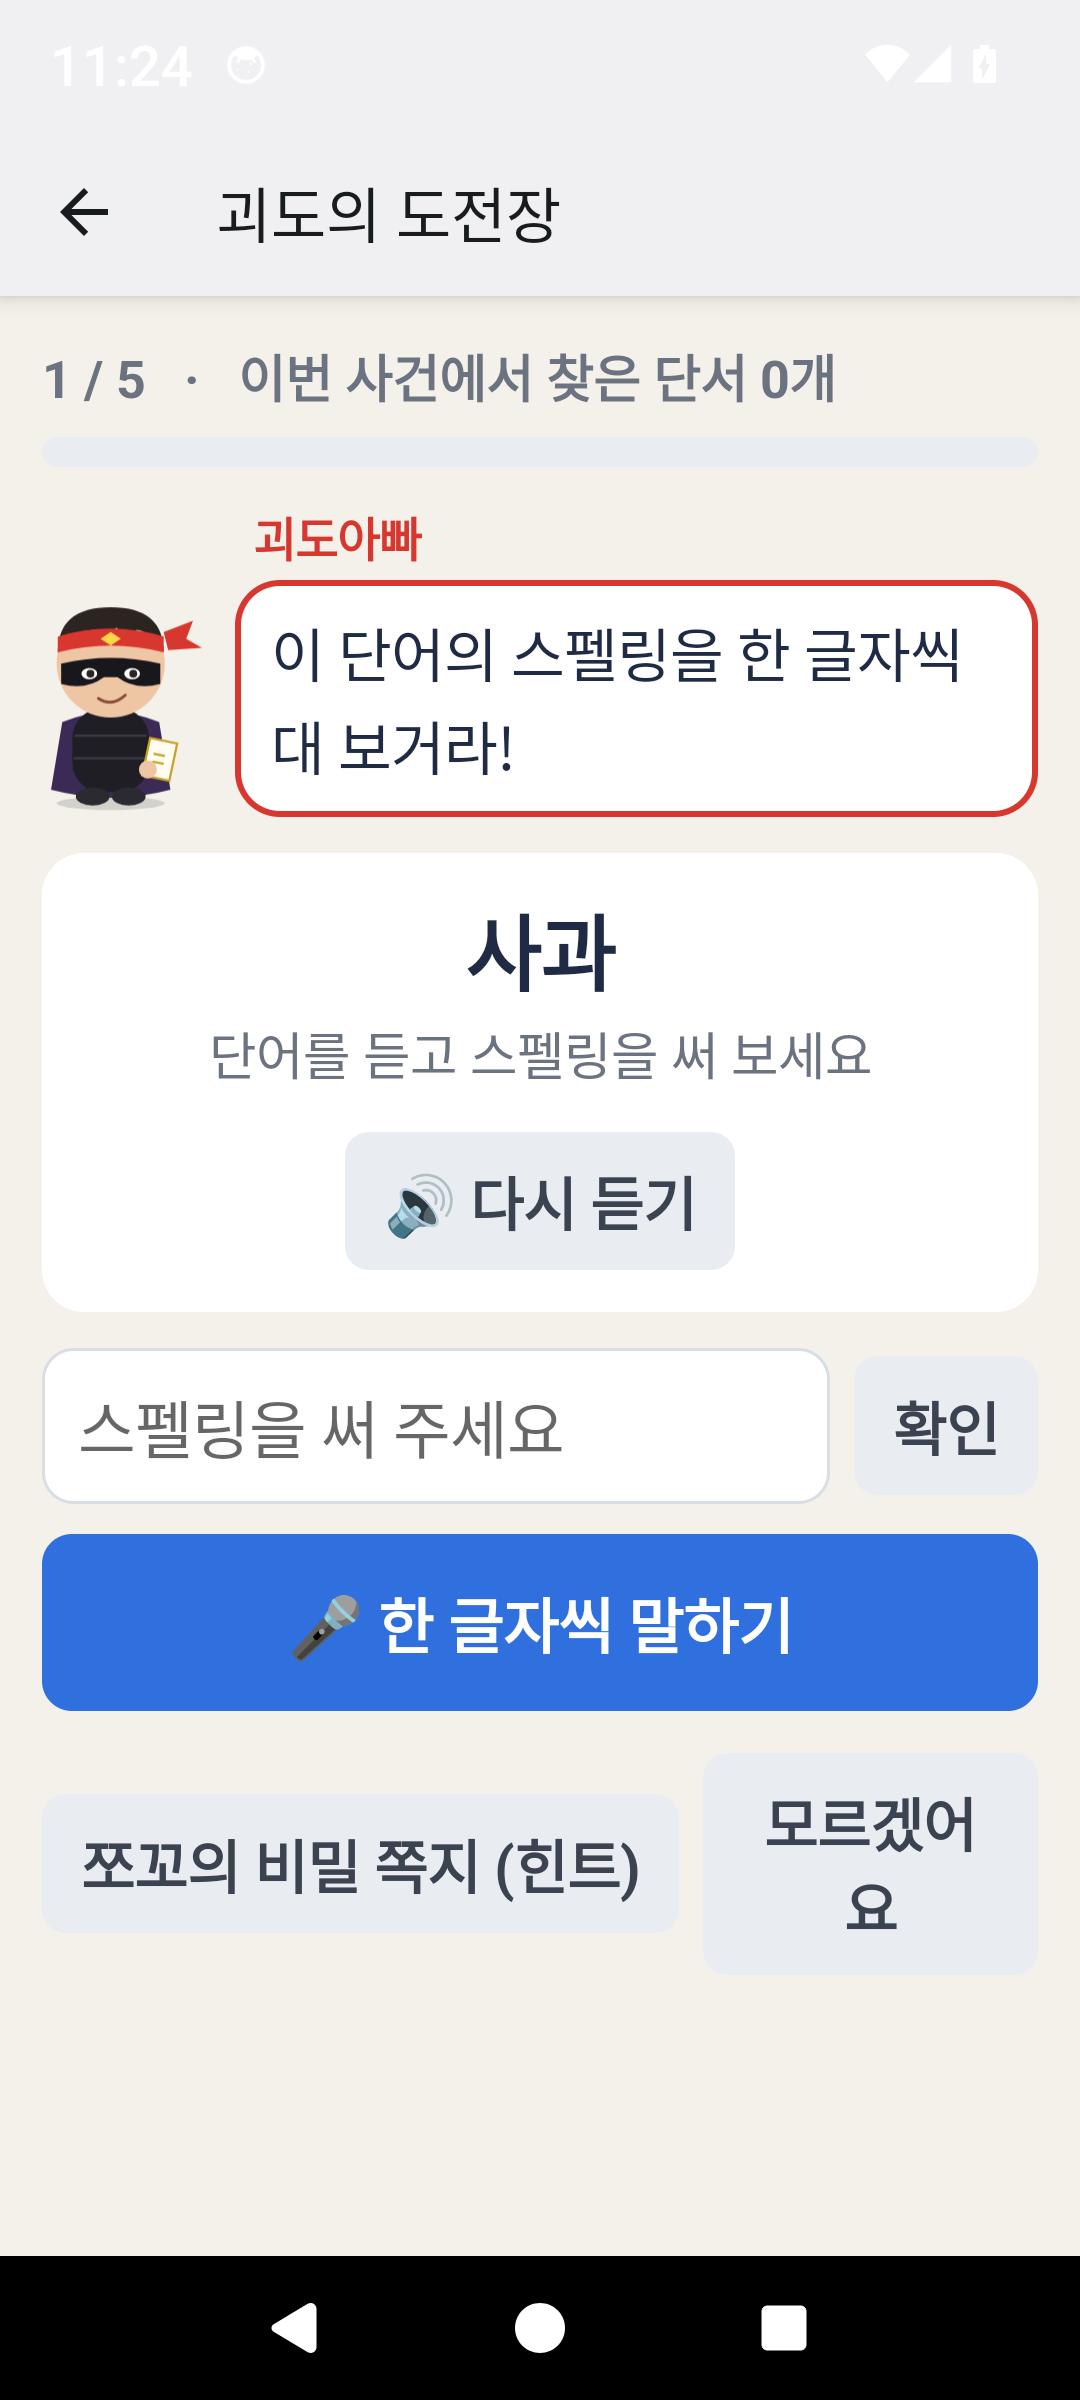 11:24
괴도의 도전장
1 / 5 · 이번 사건에서 찾은 단서 0개
괴도아빠
이 단어의 스펠링을 한 글자씩
대 보거라!
사과
단어를 듣고 스펠링을 써 보세요
🔊 다시 듣기
스펠링을 써 주세요
확인
🎤 한 글자씩 말하기
쪼꼬의 비밀 쪽지 (힌트)
모르겠어
요